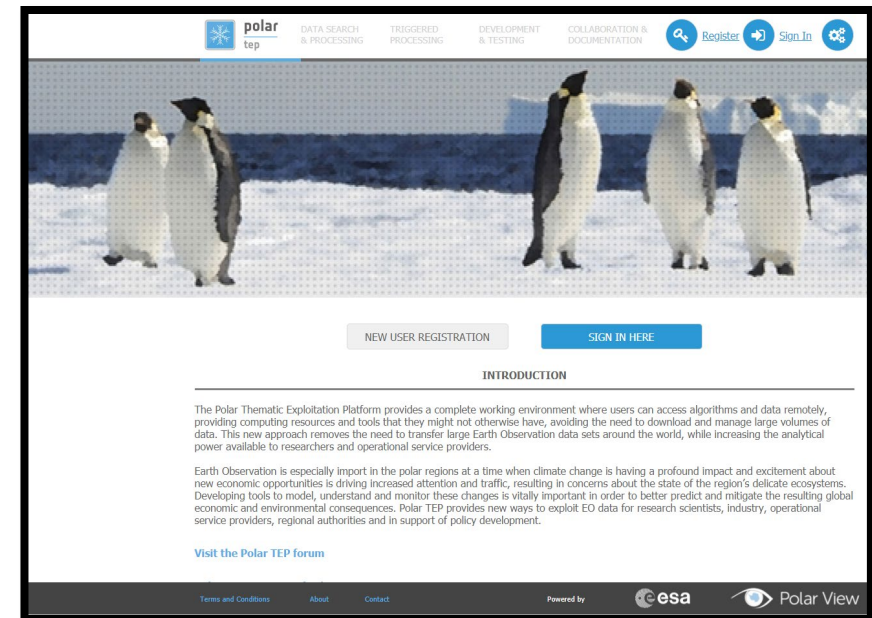 polar
tep
DATA SEARCH
& PROCESSING
TRIGGERED
PROCESSING
DEVELOPMENT
& TESTING
COLLABORATION &
DOCUMENTATION
Register
Sign In
NEW USER REGISTRATION
SIGN IN HERE
INTRODUCTION
The Polar Thematic Exploitation Platform provides a complete working environment where users can access algorithms and data remotely,
providing computing resources and tools that they might not otherwise have, avoiding the need to download and manage large volumes of
data. This new approach removes the need to transfer large Earth Observation data sets around the world, while increasing the analytical
power available to researchers and operational service providers.
Earth Observation is especially import in the polar regions at a time when climate change is having a profound impact and excitement about
new economic opportunities is driving increased attention and traffic, resulting in concerns about the state of the region's delicate ecosystems.
Developing tools to model, understand and monitor these changes is vitally important in order to better predict and mitigate the resulting global
economic and environmental consequences. Polar TEP provides new ways to exploit EO data for research scientists, industry, operational
service providers, regional authorities and in support of policy development.
Visit the Polar TEP forum
Terms and Conditions
About
Contact
Powered by
esa
Polar View